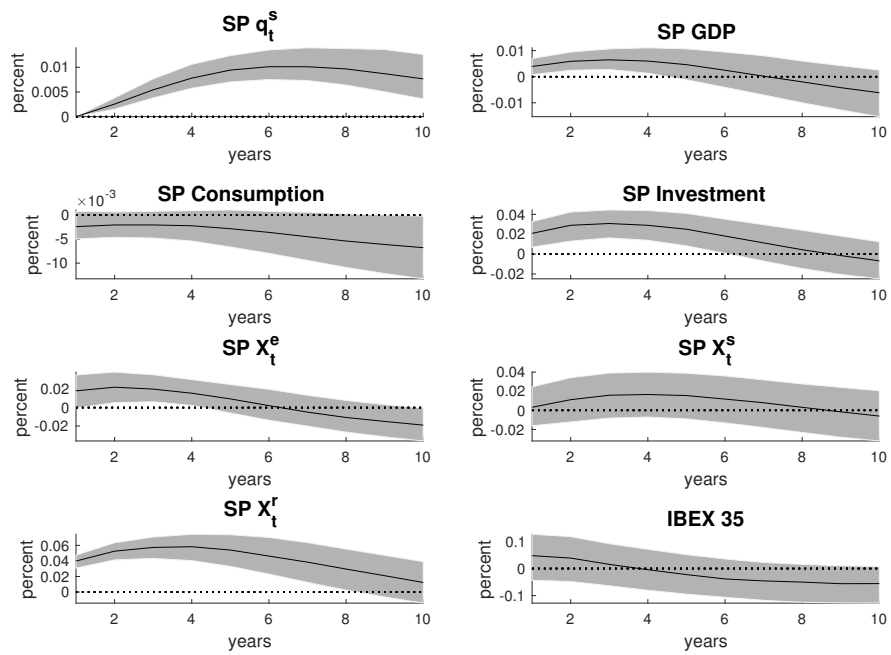 SP q_t^s
percent
0.01
0.005
0
2 4 6 8 10
years
SP GDP
percent
0.01
0
-0.01
2 4 6 8 10
years
SP Consumption
×10^-3
percent
0
-5
-10
2 4 6 8 10
years
SP Investment
percent
0.04
0.02
0
-0.02
2 4 6 8 10
years
SP X_t^e
percent
0.02
0
-0.02
2 4 6 8 10
years
SP X_t^s
percent
0.04
0.02
0
-0.02
2 4 6 8 10
years
SP X_t^r
percent
0.06
0.04
0.02
0
2 4 6 8 10
years
IBEX 35
percent
0.1
0
-0.1
2 4 6 8 10
years